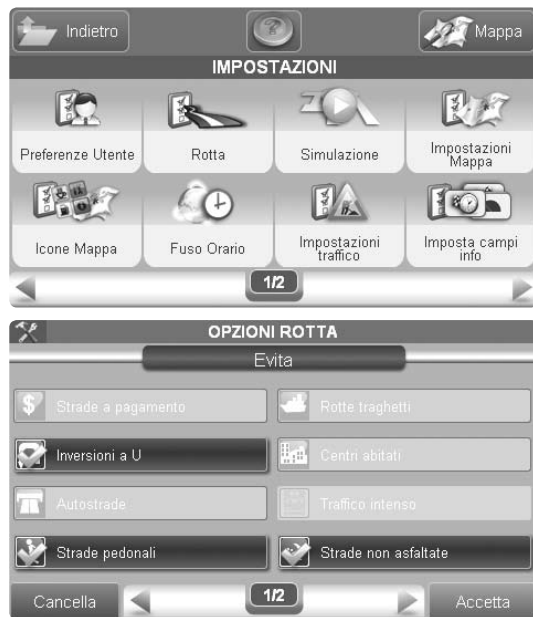 Indietro
?
Mappa
IMPOSTAZIONI
Preferenze Utente
Rotta
Simulazione
Impostazioni
Mappa
Icone Mappa
Fuso Orario
Impostazioni
traffico
Imposta campi
info
1/2
OPZIONI ROTTA
Evita
$ Strade a pagamento
Rotte traghetti
Inversioni a U
Centri abitati
Autostrade
Traffico intenso
Strade pedonali
Strade non asfaltate
Cancella
1/2
Accetta